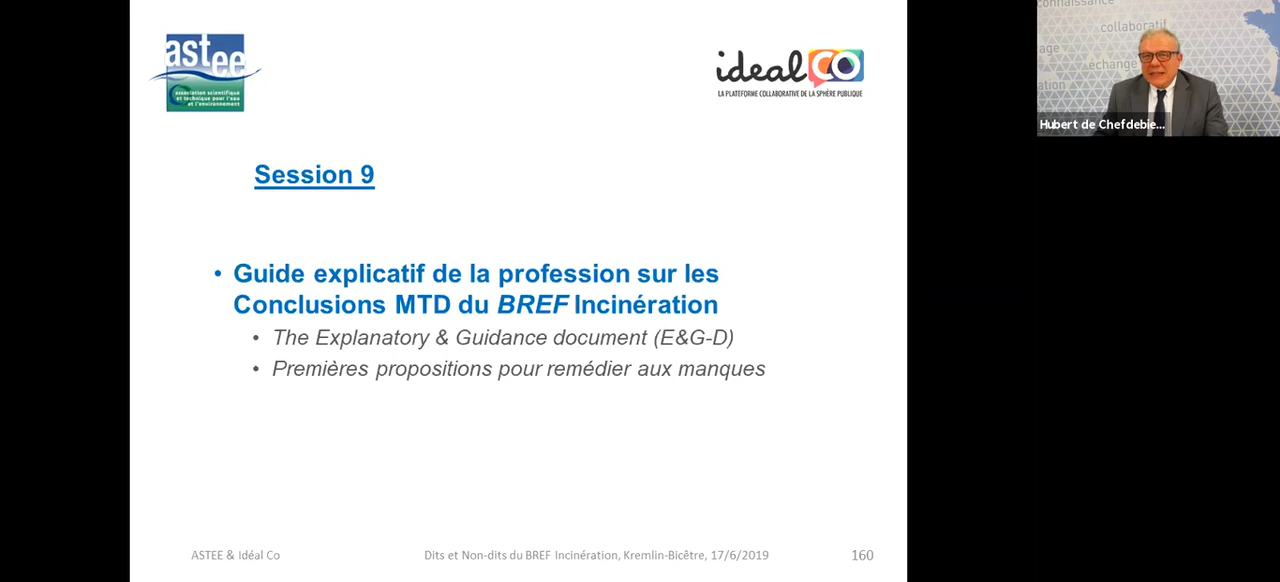 astee
association scientifique
et technique pour l'eau
et l'environnement
idealCO
LA PLATEFORME COLLABORATIVE DE LA SPHÈRE PUBLIQUE
Session 9
• Guide explicatif de la profession sur les
Conclusions MTD du BREF Incinération
• The Explanatory & Guidance document (E&G-D)
• Premières propositions pour remédier aux manques
ASTEE & Idéal Co
Dits et Non-dits du BREF Incinération, Kremlin-Bicêtre, 17/6/2019
160
connaissance
collaboratif
échange
Hubert de Chefdebie...